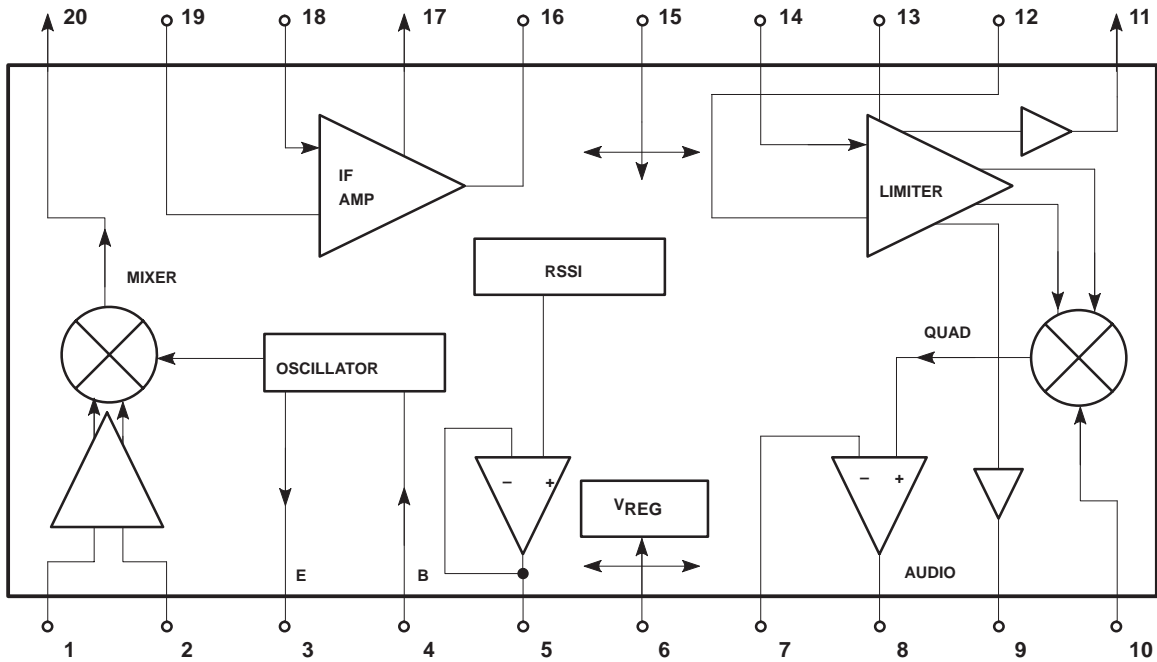 20 19 18 17 16 15 14 13 12 11
IF
AMP
LIMITER
RSSI
MIXER
QUAD
OSCILLATOR
– +
– +
VREG
E B
AUDIO
1 2 3 4 5 6 7 8 9 10